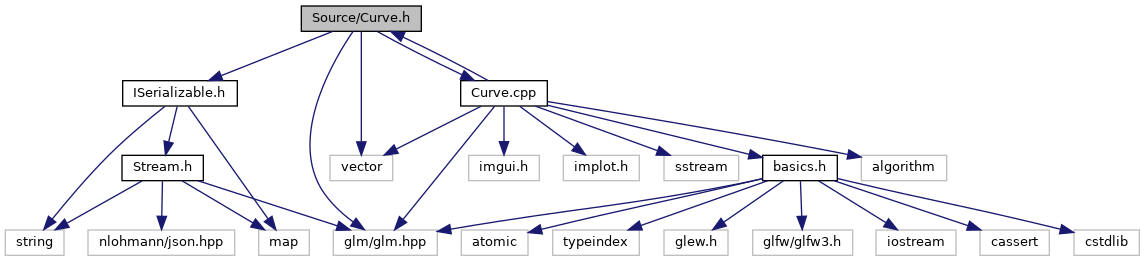 Source/Curve.h
ISerializable.h
Curve.cpp
Stream.h
vector
imgui.h
implot.h
sstream
basics.h
algorithm
string
nlohmann/json.hpp
map
glm/glm.hpp
atomic
typeindex
glew.h
glfw/glfw3.h
iostream
cassert
cstdlib